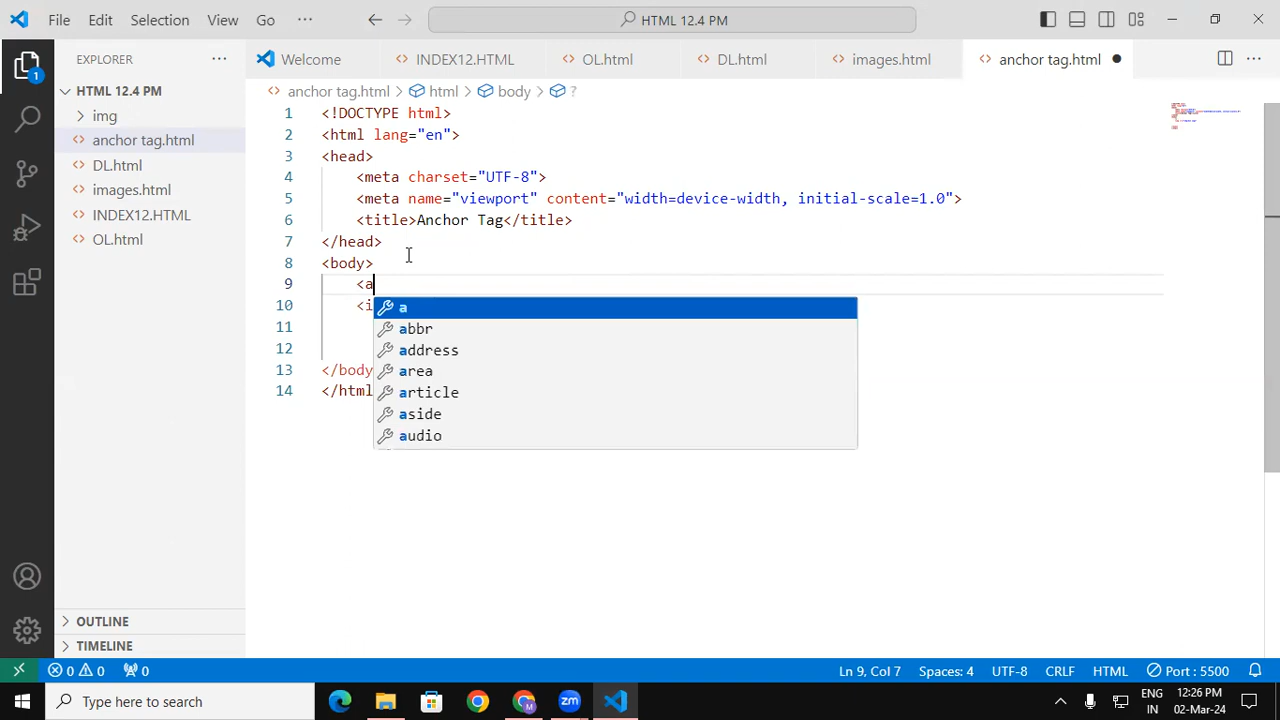 File Edit Selection View Go ··· HTML 12.4 PM
EXPLORER ···
Welcome INDEX12.HTML OL.html DL.html images.html anchor tag.html
HTML 12.4 PM
anchor tag.html > html > body > ?
img
anchor tag.html
DL.html
images.html
INDEX12.HTML
OL.html
1 <!DOCTYPE html>
2 <html lang="en">
3 <head>
4 <meta charset="UTF-8">
5 <meta name="viewport" content="width=device-width, initial-scale=1.0">
6 <title>Anchor Tag</title>
7 </head>
8 <body>
9 <a
10 <i
11
12
13 </body
14 </html
a
abbr
address
area
article
aside
audio
1
OUTLINE
TIMELINE
0 0 0 Ln 9, Col 7 Spaces: 4 UTF-8 CRLF HTML Port : 5500
Type here to search
M
zm
ENG
IN
12:26 PM
02-Mar-24